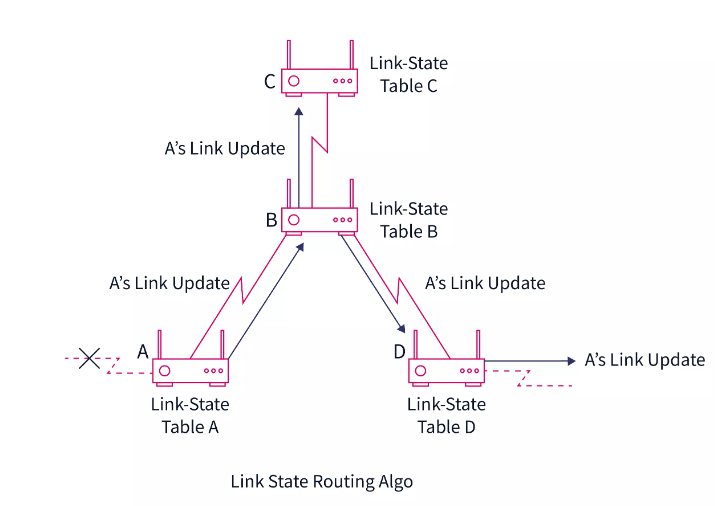 C
Link-State
Table C
A's Link Update
B
Link-State
Table B
A's Link Update
A's Link Update
A
D
A's Link Update
Link-State
Table A
Link-State
Table D
Link State Routing Algo